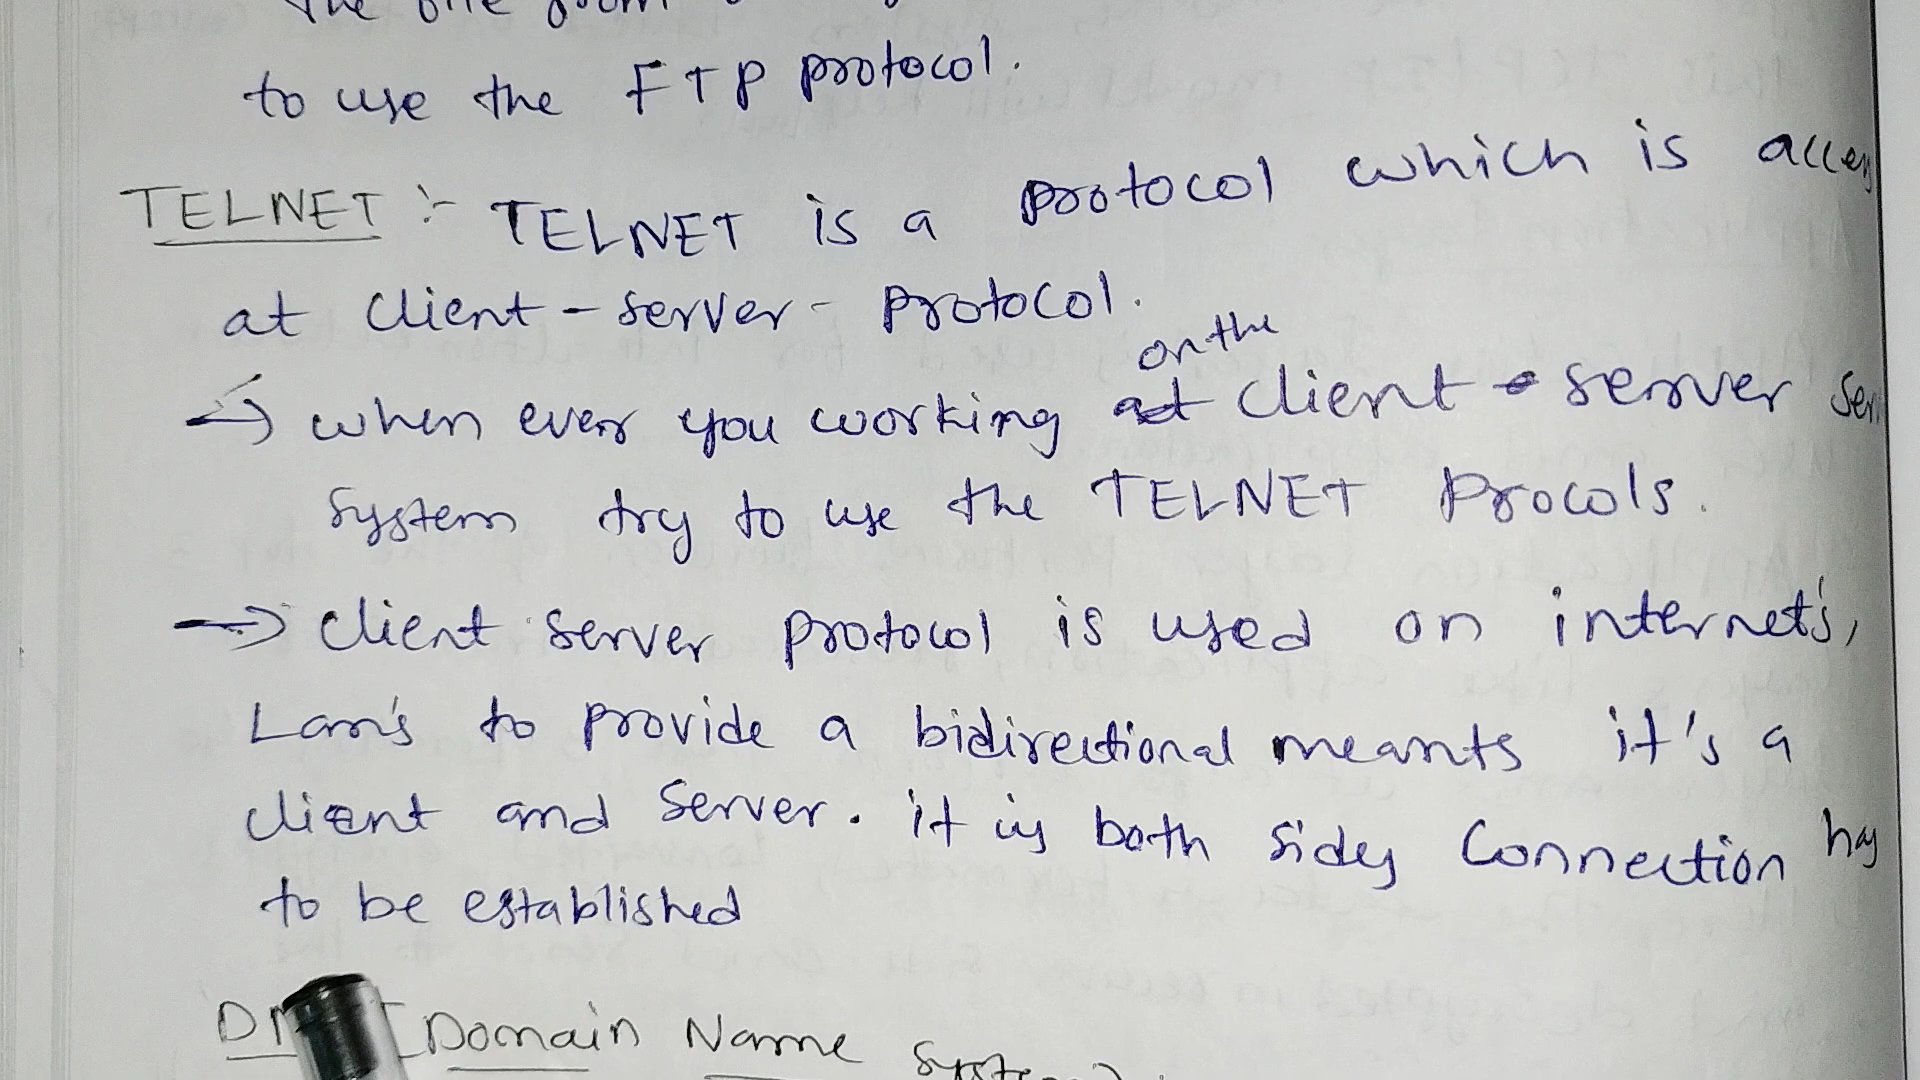 to use the FTP protocol.
TELNET :- TELNET is a protocol which is
at client-server- protocol.
on the
when ever you working at client server
system try to use the TELNET Procols.
→ client server protocol is used on internet's,
Lan's to provide a bidirectional meants it's a
client and server. it is both sides Connection has
to be established
Domain Name System